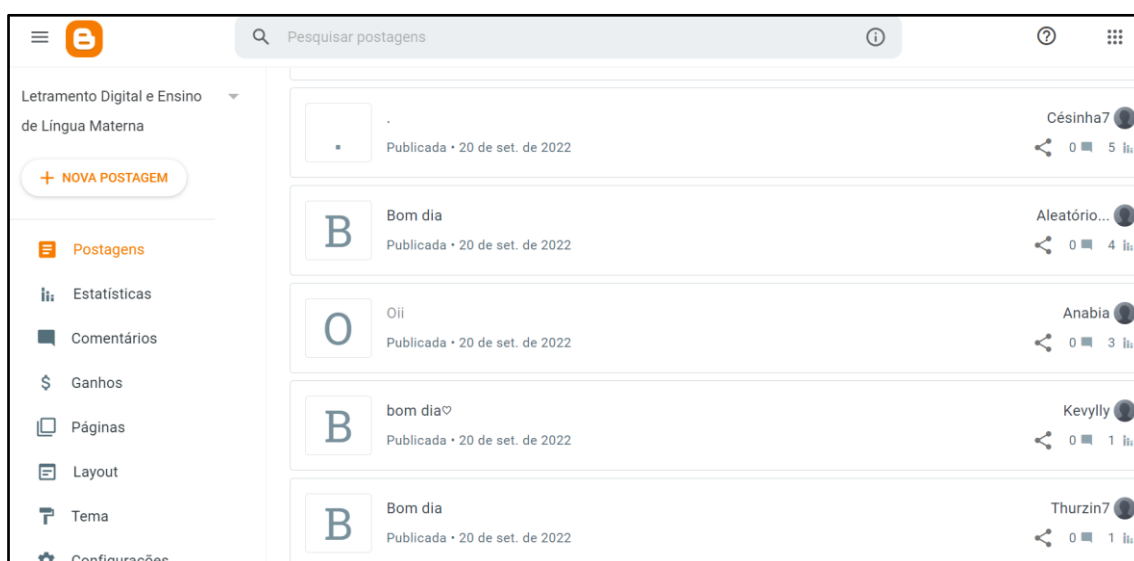 Pesquisar postagens
Letramento Digital e Ensino
de Língua Materna
+ NOVA POSTAGEM
Postagens
Estatísticas
Comentários
Ganhos
Páginas
Layout
Tema
Configurações
.
.
Césinha7
Publicada • 20 de set. de 2022
0 5
B
Bom dia
Aleatório...
Publicada • 20 de set. de 2022
0 4
O
Oii
Anabia
Publicada • 20 de set. de 2022
0 3
B
bom dia♡
Kevylly
Publicada • 20 de set. de 2022
0 1
B
Bom dia
Thurzin7
Publicada • 20 de set. de 2022
0 1